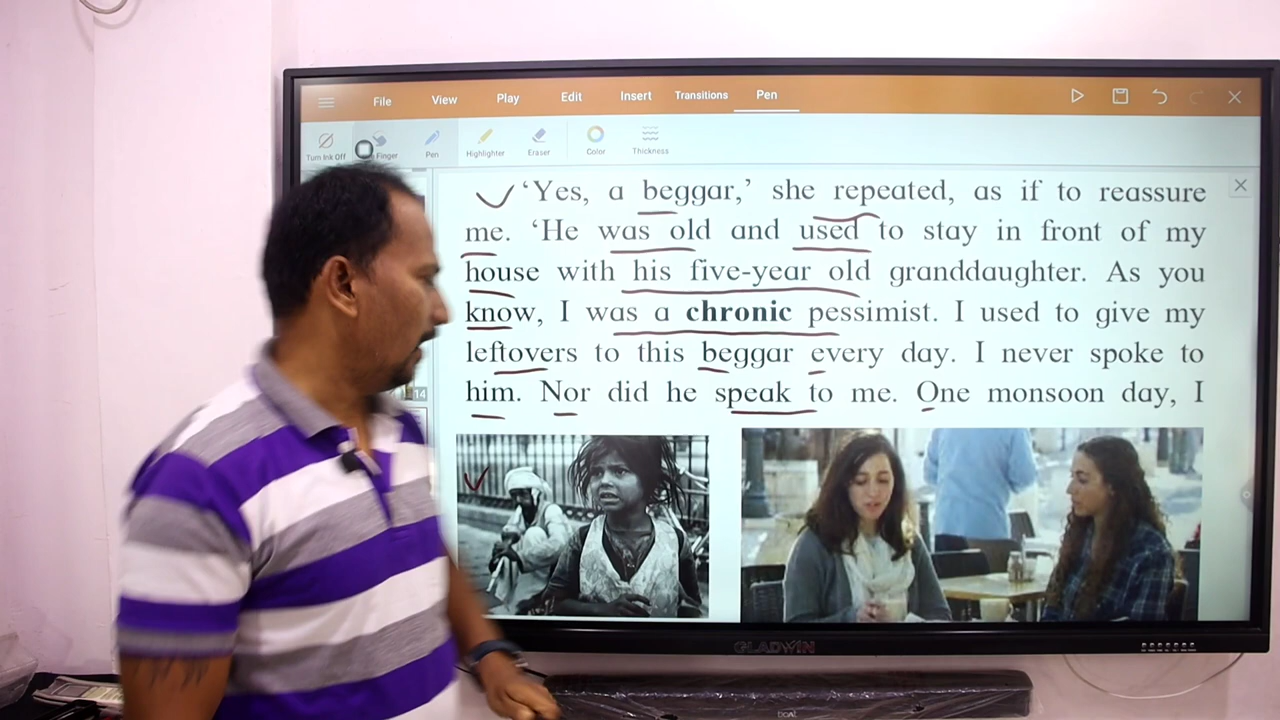 File View Play Edit Insert Transitions Pen
Turn Ink Off Finger Pen Highlighter Eraser Color Thickness
‘Yes, a beggar,’ she repeated, as if to reassure
me. ‘He was old and used to stay in front of my
house with his five-year old granddaughter. As you
know, I was a chronic pessimist. I used to give my
leftovers to this beggar every day. I never spoke to
him. Nor did he speak to me. One monsoon day, I
14
GLADWIN
boAt